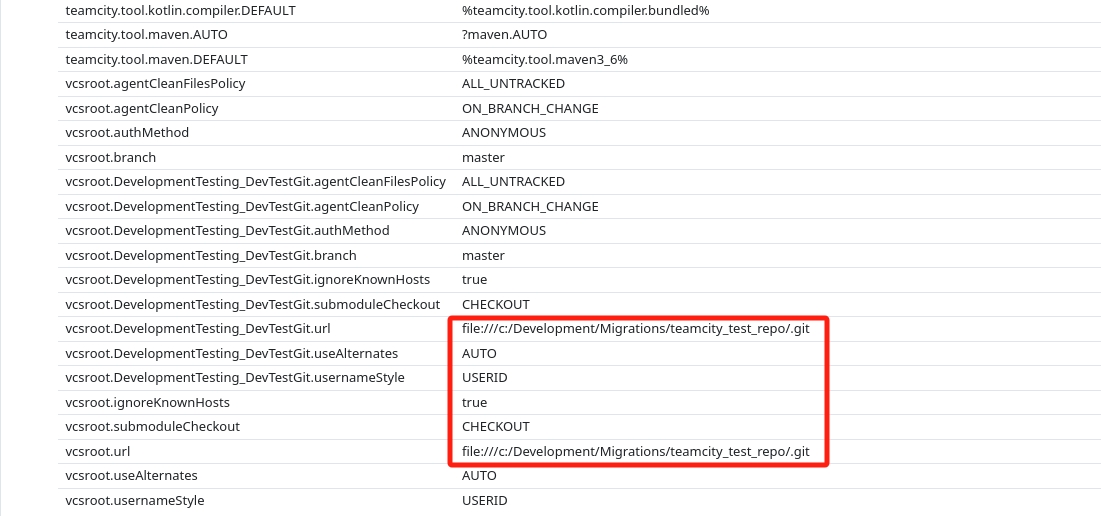 teamcity.tool.kotlin.compiler.DEFAULT %teamcity.tool.kotlin.compiler.bundled%
teamcity.tool.maven.AUTO ?maven.AUTO
teamcity.tool.maven.DEFAULT %teamcity.tool.maven3_6%
vcsroot.agentCleanFilesPolicy ALL_UNTRACKED
vcsroot.agentCleanPolicy ON_BRANCH_CHANGE
vcsroot.authMethod ANONYMOUS
vcsroot.branch master
vcsroot.DevelopmentTesting_DevTestGit.agentCleanFilesPolicy ALL_UNTRACKED
vcsroot.DevelopmentTesting_DevTestGit.agentCleanPolicy ON_BRANCH_CHANGE
vcsroot.DevelopmentTesting_DevTestGit.authMethod ANONYMOUS
vcsroot.DevelopmentTesting_DevTestGit.branch master
vcsroot.DevelopmentTesting_DevTestGit.ignoreKnownHosts true
vcsroot.DevelopmentTesting_DevTestGit.submoduleCheckout CHECKOUT
vcsroot.DevelopmentTesting_DevTestGit.url file:///c:/Development/Migrations/teamcity_test_repo/.git
vcsroot.DevelopmentTesting_DevTestGit.useAlternates AUTO
vcsroot.DevelopmentTesting_DevTestGit.usernameStyle USERID
vcsroot.ignoreKnownHosts true
vcsroot.submoduleCheckout CHECKOUT
vcsroot.url file:///c:/Development/Migrations/teamcity_test_repo/.git
vcsroot.useAlternates AUTO
vcsroot.usernameStyle USERID